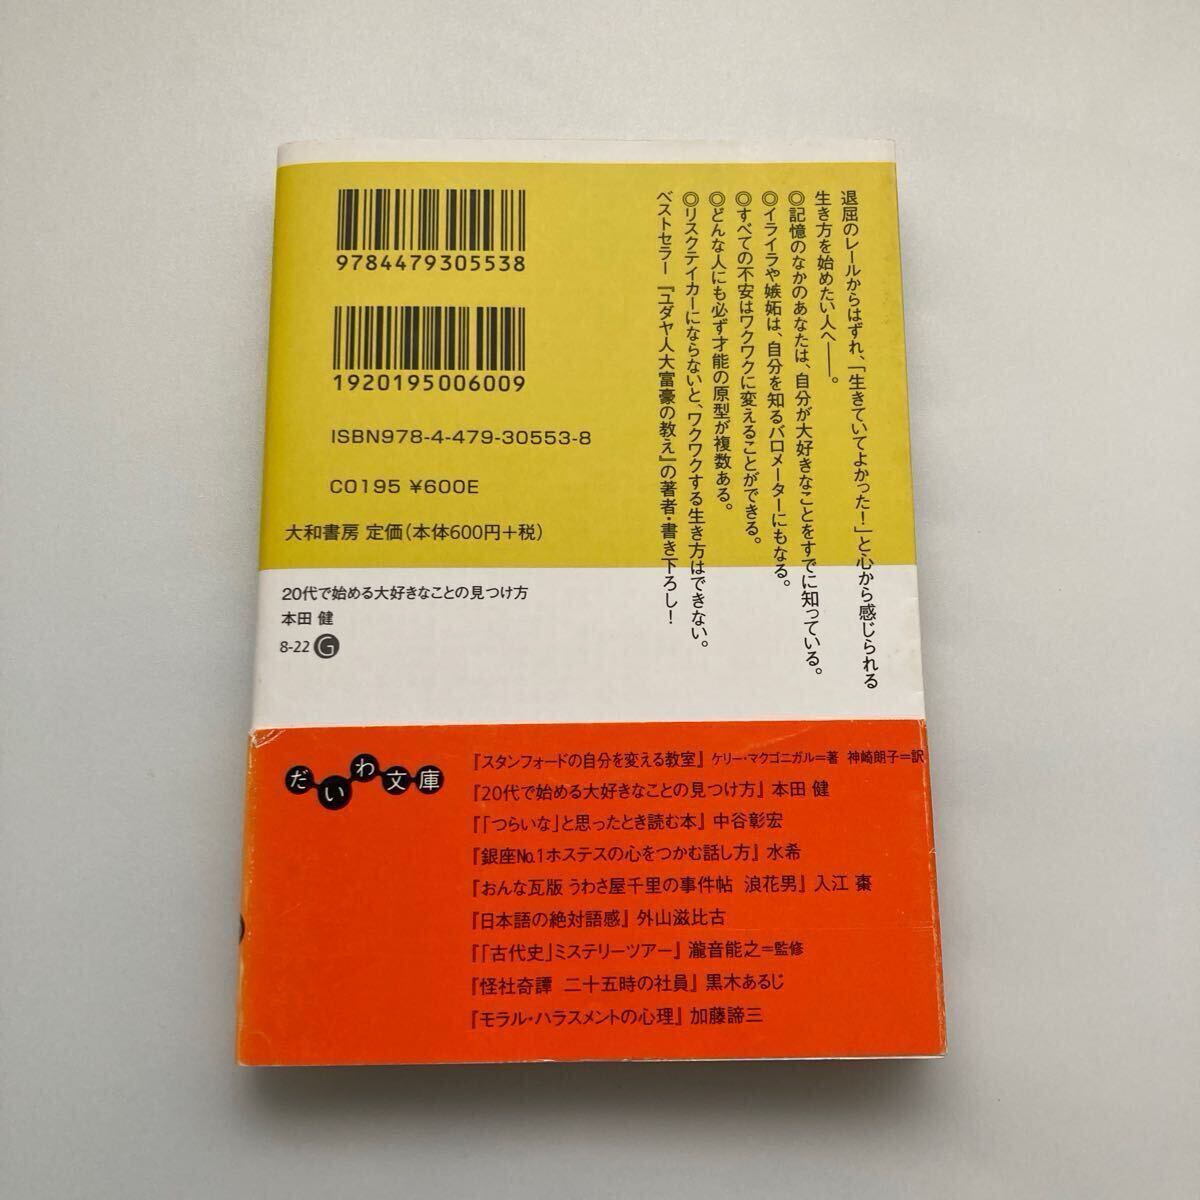 退屈のレールからはずれ、「生きていてよかった!」と心から感じられる
生き方を始めたい人へ――。
◎記憶のなかのあなたは、自分が大好きなことをすでに知っている。
◎イライラや嫉妬は、自分を知るバロメーターにもなる。
◎すべての不安はワクワクに変えることができる。
◎どんな人にも必ず才能の原型が複数ある。
◎リスクテイカーにならないと、ワクワクする生き方はできない。
ベストセラー『ユダヤ人大富豪の教え』の著者・書き下ろし!
9784479305538
1920195006009
ISBN978-4-479-30553-8
C0195 ¥600E
大和書房 定価(本体600円+税)
20代で始める大好きなことの見つけ方
本田 健
8-22 G
だいわ文庫
『スタンフォードの自分を変える教室』 ケリー・マクゴニガル=著 神崎朗子=訳
『20代で始める大好きなことの見つけ方』 本田 健
『「つらいな」と思ったとき読む本』 中谷彰宏
『銀座No.1ホステスの心をつかむ話し方』 水希
『おんな瓦版 うわさ屋千里の事件帖 浪花男』 入江 棗
『日本語の絶対語感』 外山滋比古
『「古代史」ミステリーツアー』 瀧音能之=監修
『怪社奇譚 二十五時の社員』 黒木あるじ
『モラル・ハラスメントの心理』 加藤諦三